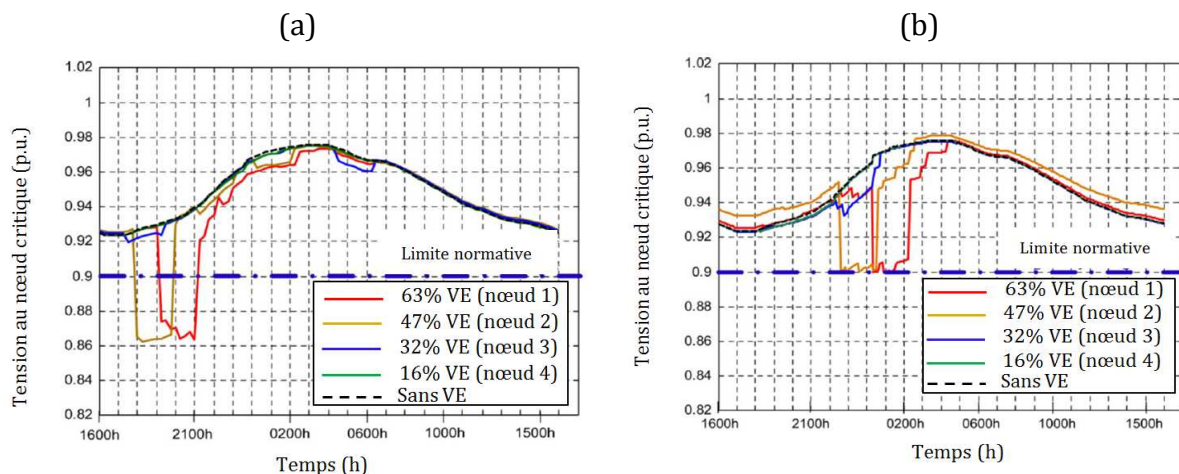 (a)
Tension au nœud critique (p.u.)
1.02
1
0.98
0.96
0.94
0.92
0.9
0.88
0.86
0.84
0.82
Limite normative
63% VE (nœud 1)
47% VE (nœud 2)
32% VE (nœud 3)
16% VE (nœud 4)
Sans VE
1600h
2100h
0200h
0600h
1000h
1500h
Temps (h)
(b)
Tension au nœud critique (p.u.)
1.02
1
0.98
0.96
0.94
0.92
0.9
0.88
0.86
0.84
0.82
Limite normative
63% VE (nœud 1)
47% VE (nœud 2)
32% VE (nœud 3)
16% VE (nœud 4)
Sans VE
1600h
2100h
0200h
0600h
1000h
1500h
Temps (h)